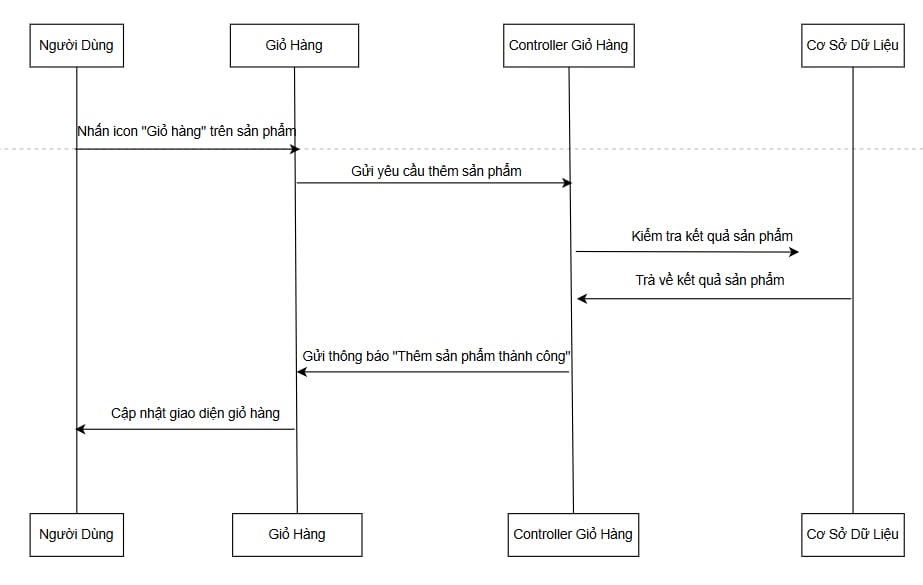 Người Dùng
Giỏ Hàng
Controller Giỏ Hàng
Cơ Sở Dữ Liệu
Nhấn icon "Giỏ hàng" trên sản phẩm
Gửi yêu cầu thêm sản phẩm
Kiểm tra kết quả sản phẩm
Trà về kết quả sản phẩm
Gửi thông báo "Thêm sản phẩm thành công"
Cập nhật giao diện giỏ hàng
Người Dùng
Giỏ Hàng
Controller Giỏ Hàng
Cơ Sở Dữ Liệu